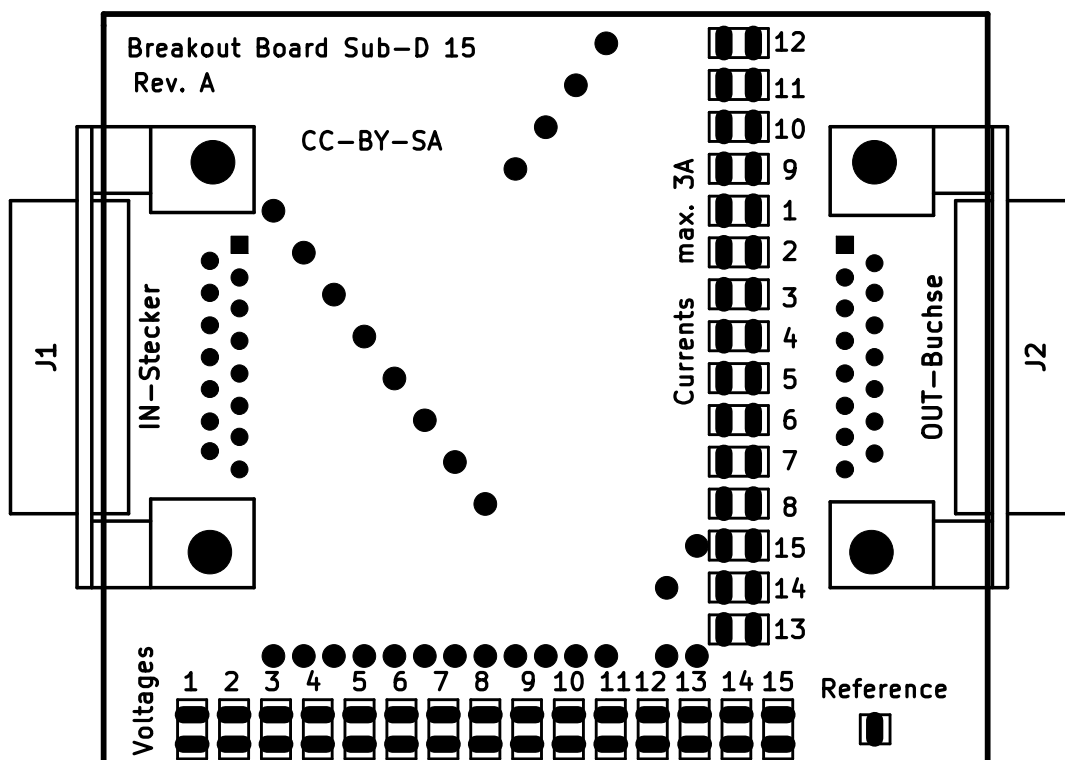 Breakout Board Sub-D 15
Rev. A
CC-BY-SA
12
11
10
9
1
2
3
4
5
6
7
8
15
14
13
Currents max. 3A
J1
IN-Stecker
OUT-Buchse
J2
Voltages
1 2 3 4 5 6 7 8 9 10 11 12 13 14 15
Reference